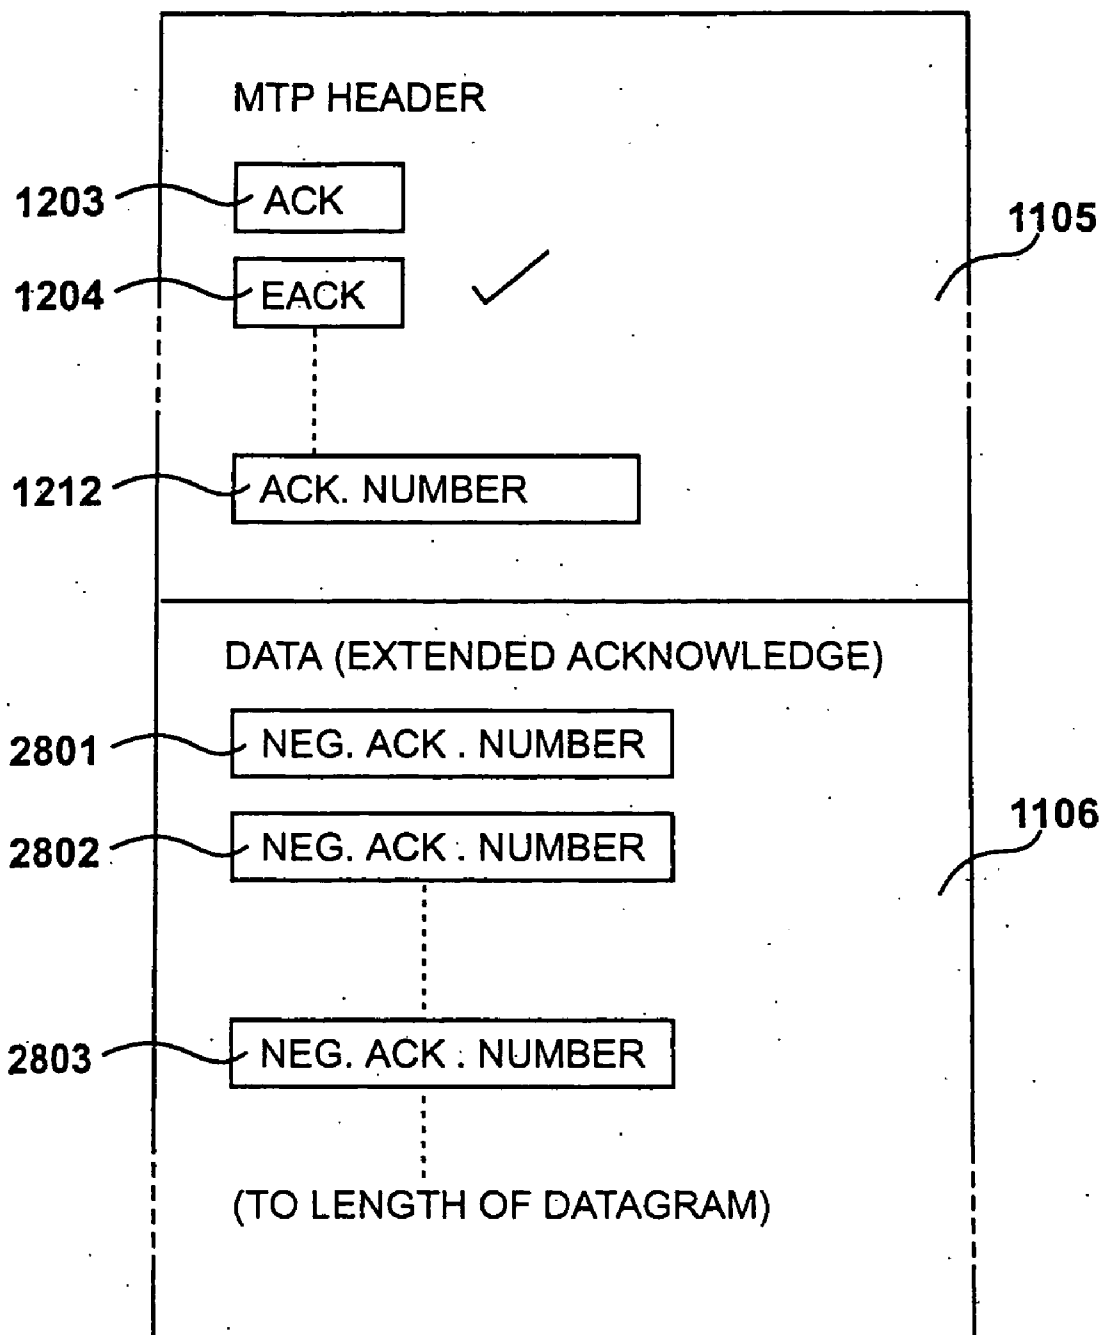 MTP HEADER
1203
ACK
1105
1204
EACK
1212
ACK. NUMBER
DATA (EXTENDED ACKNOWLEDGE)
2801
NEG. ACK . NUMBER
1106
2802
NEG. ACK . NUMBER
2803
NEG. ACK . NUMBER
(TO LENGTH OF DATAGRAM)